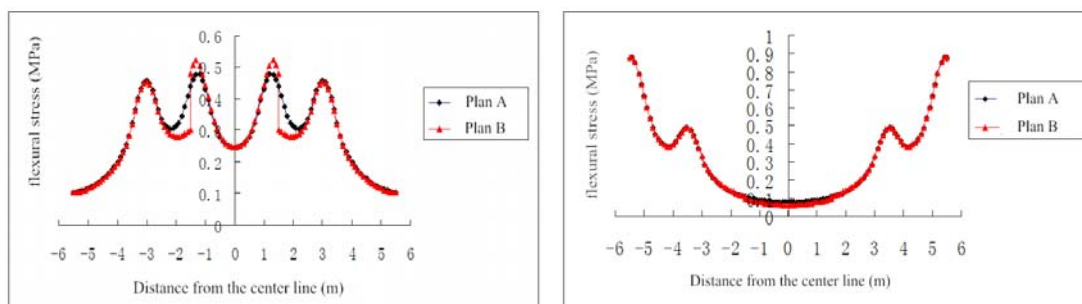 flexural stress (MPa)
0.6
0.5
0.4
0.3
0.2
0.1
0
-6 -5 -4 -3 -2 -1 0 1 2 3 4 5 6
Distance from the center line (m)
Plan A
Plan B
flexural stress (MPa)
1
0.9
0.8
0.7
0.6
0.5
0.4
0.3
0.2
0.1
0
-6 -5 -4 -3 -2 -1 0 1 2 3 4 5 6
Distance from the center line (m)
Plan A
Plan B